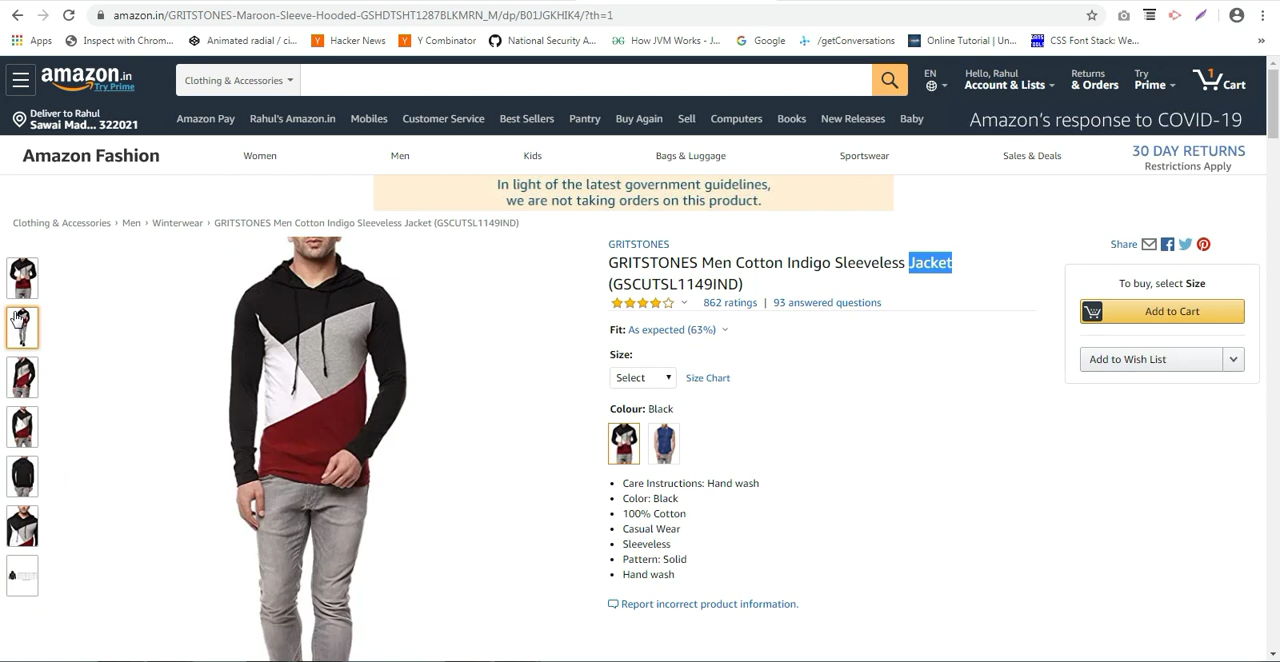 amazon.in/GRITSTONES-Maroon-Sleeve-Hooded-GSHDTSHT1287BLKMRN_M/dp/B01JGKHIK4/?th=1
Apps
Inspect with Chrom...
Animated radial / ci...
Hacker News
Y Combinator
National Security A...
How JVM Works - J...
Google
/getConversations
Online Tutorial | Un...
CSS Font Stack: We...
»
amazon.in
Try Prime
Clothing & Accessories
EN
Hello, Rahul
Account & Lists
Returns
& Orders
Try
Prime
1
Cart
Deliver to Rahul
Sawai Mad... 322021
Amazon Pay
Rahul's Amazon.in
Mobiles
Customer Service
Best Sellers
Pantry
Buy Again
Sell
Computers
Books
New Releases
Baby
Amazon's response to COVID-19
Amazon Fashion
Women
Men
Kids
Bags & Luggage
Sportswear
Sales & Deals
30 DAY RETURNS
Restrictions Apply
In light of the latest government guidelines,
we are not taking orders on this product.
Clothing & Accessories › Men › Winterwear › GRITSTONES Men Cotton Indigo Sleeveless Jacket (GSCUTSL1149IND)
GRITSTONES
GRITSTONES Men Cotton Indigo Sleeveless Jacket
(GSCUTSL1149IND)
862 ratings | 93 answered questions
Fit: As expected (63%)
Size:
Select
Size Chart
Colour: Black
• Care Instructions: Hand wash
• Color: Black
• 100% Cotton
• Casual Wear
• Sleeveless
• Pattern: Solid
• Hand wash
Report incorrect product information.
Share
To buy, select Size
Add to Cart
Add to Wish List